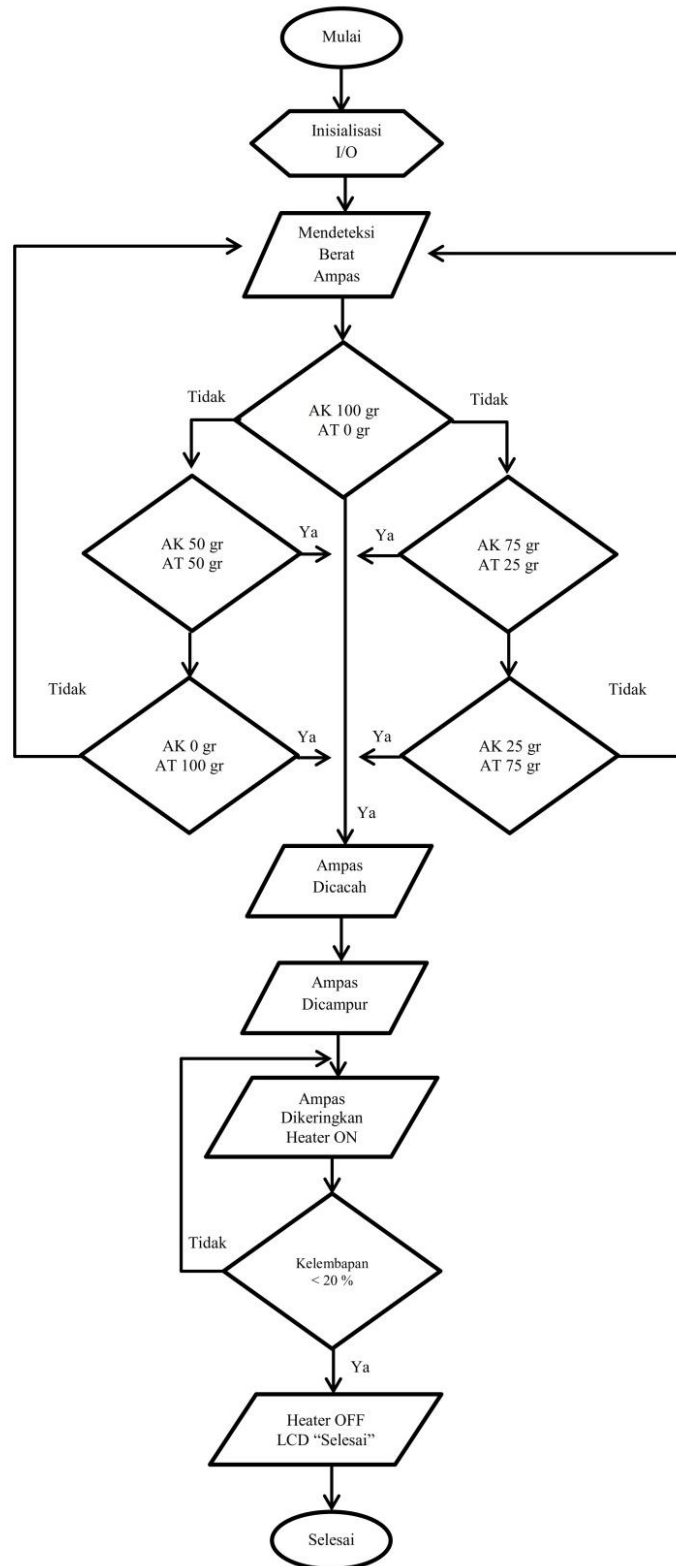 Mulai
Inisialisasi
I/O
Mendeteksi
Berat
Ampas
Tidak
Tidak
AK 100 gr
AT 0 gr
AK 50 gr
AT 50 gr
Ya
Ya
AK 75 gr
AT 25 gr
Tidak
AK 0 gr
AT 100 gr
Ya
Ya
AK 25 gr
AT 75 gr
Tidak
Ya
Ampas
Dicacah
Ampas
Dicampur
Ampas
Dikeringkan
Heater ON
Tidak
Kelembapan
< 20 %
Ya
Heater OFF
LCD “Selesai”
Selesai